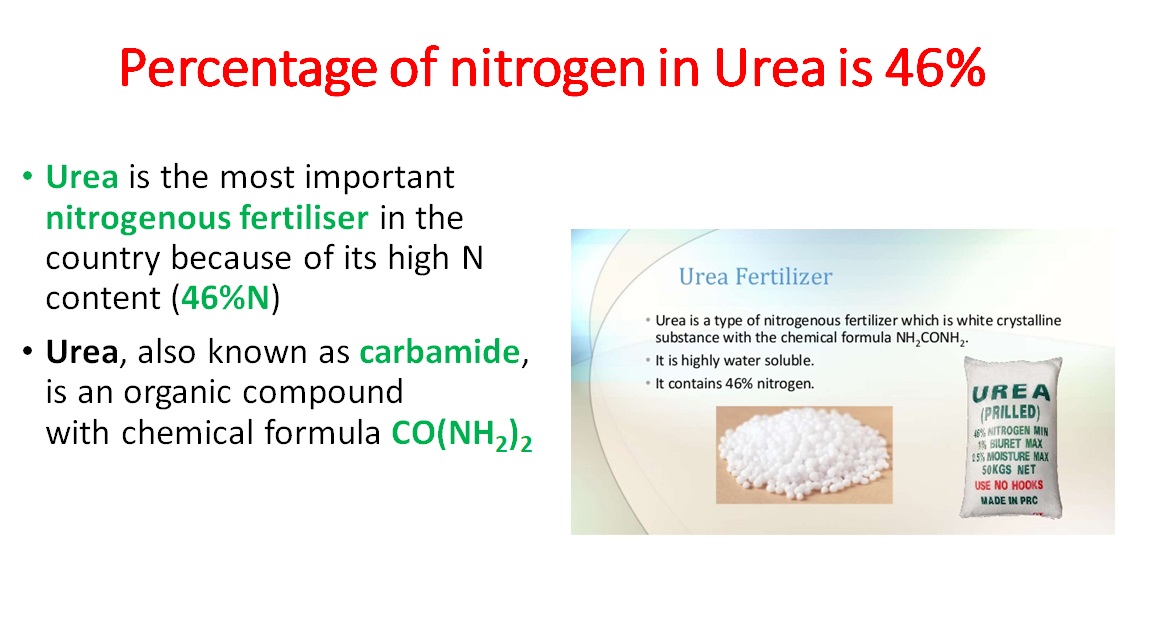 Percentage of nitrogen in Urea is 46%
• Urea is the most important
nitrogenous fertiliser in the
country because of its high N
content (46%N)
• Urea, also known as carbamide,
is an organic compound
with chemical formula CO(NH₂)₂
Urea Fertilizer
• Urea is a type of nitrogenous fertilizer which is white crystalline
substance with the chemical formula NH₂CONH₂.
• It is highly water soluble.
• It contains 46% nitrogen.
UREA
(PRILLED)
46% NITROGEN MIN
1% BIURET MAX
0.5% MOISTURE MAX
50KGS NET
USE NO HOOKS
MADE IN PRC